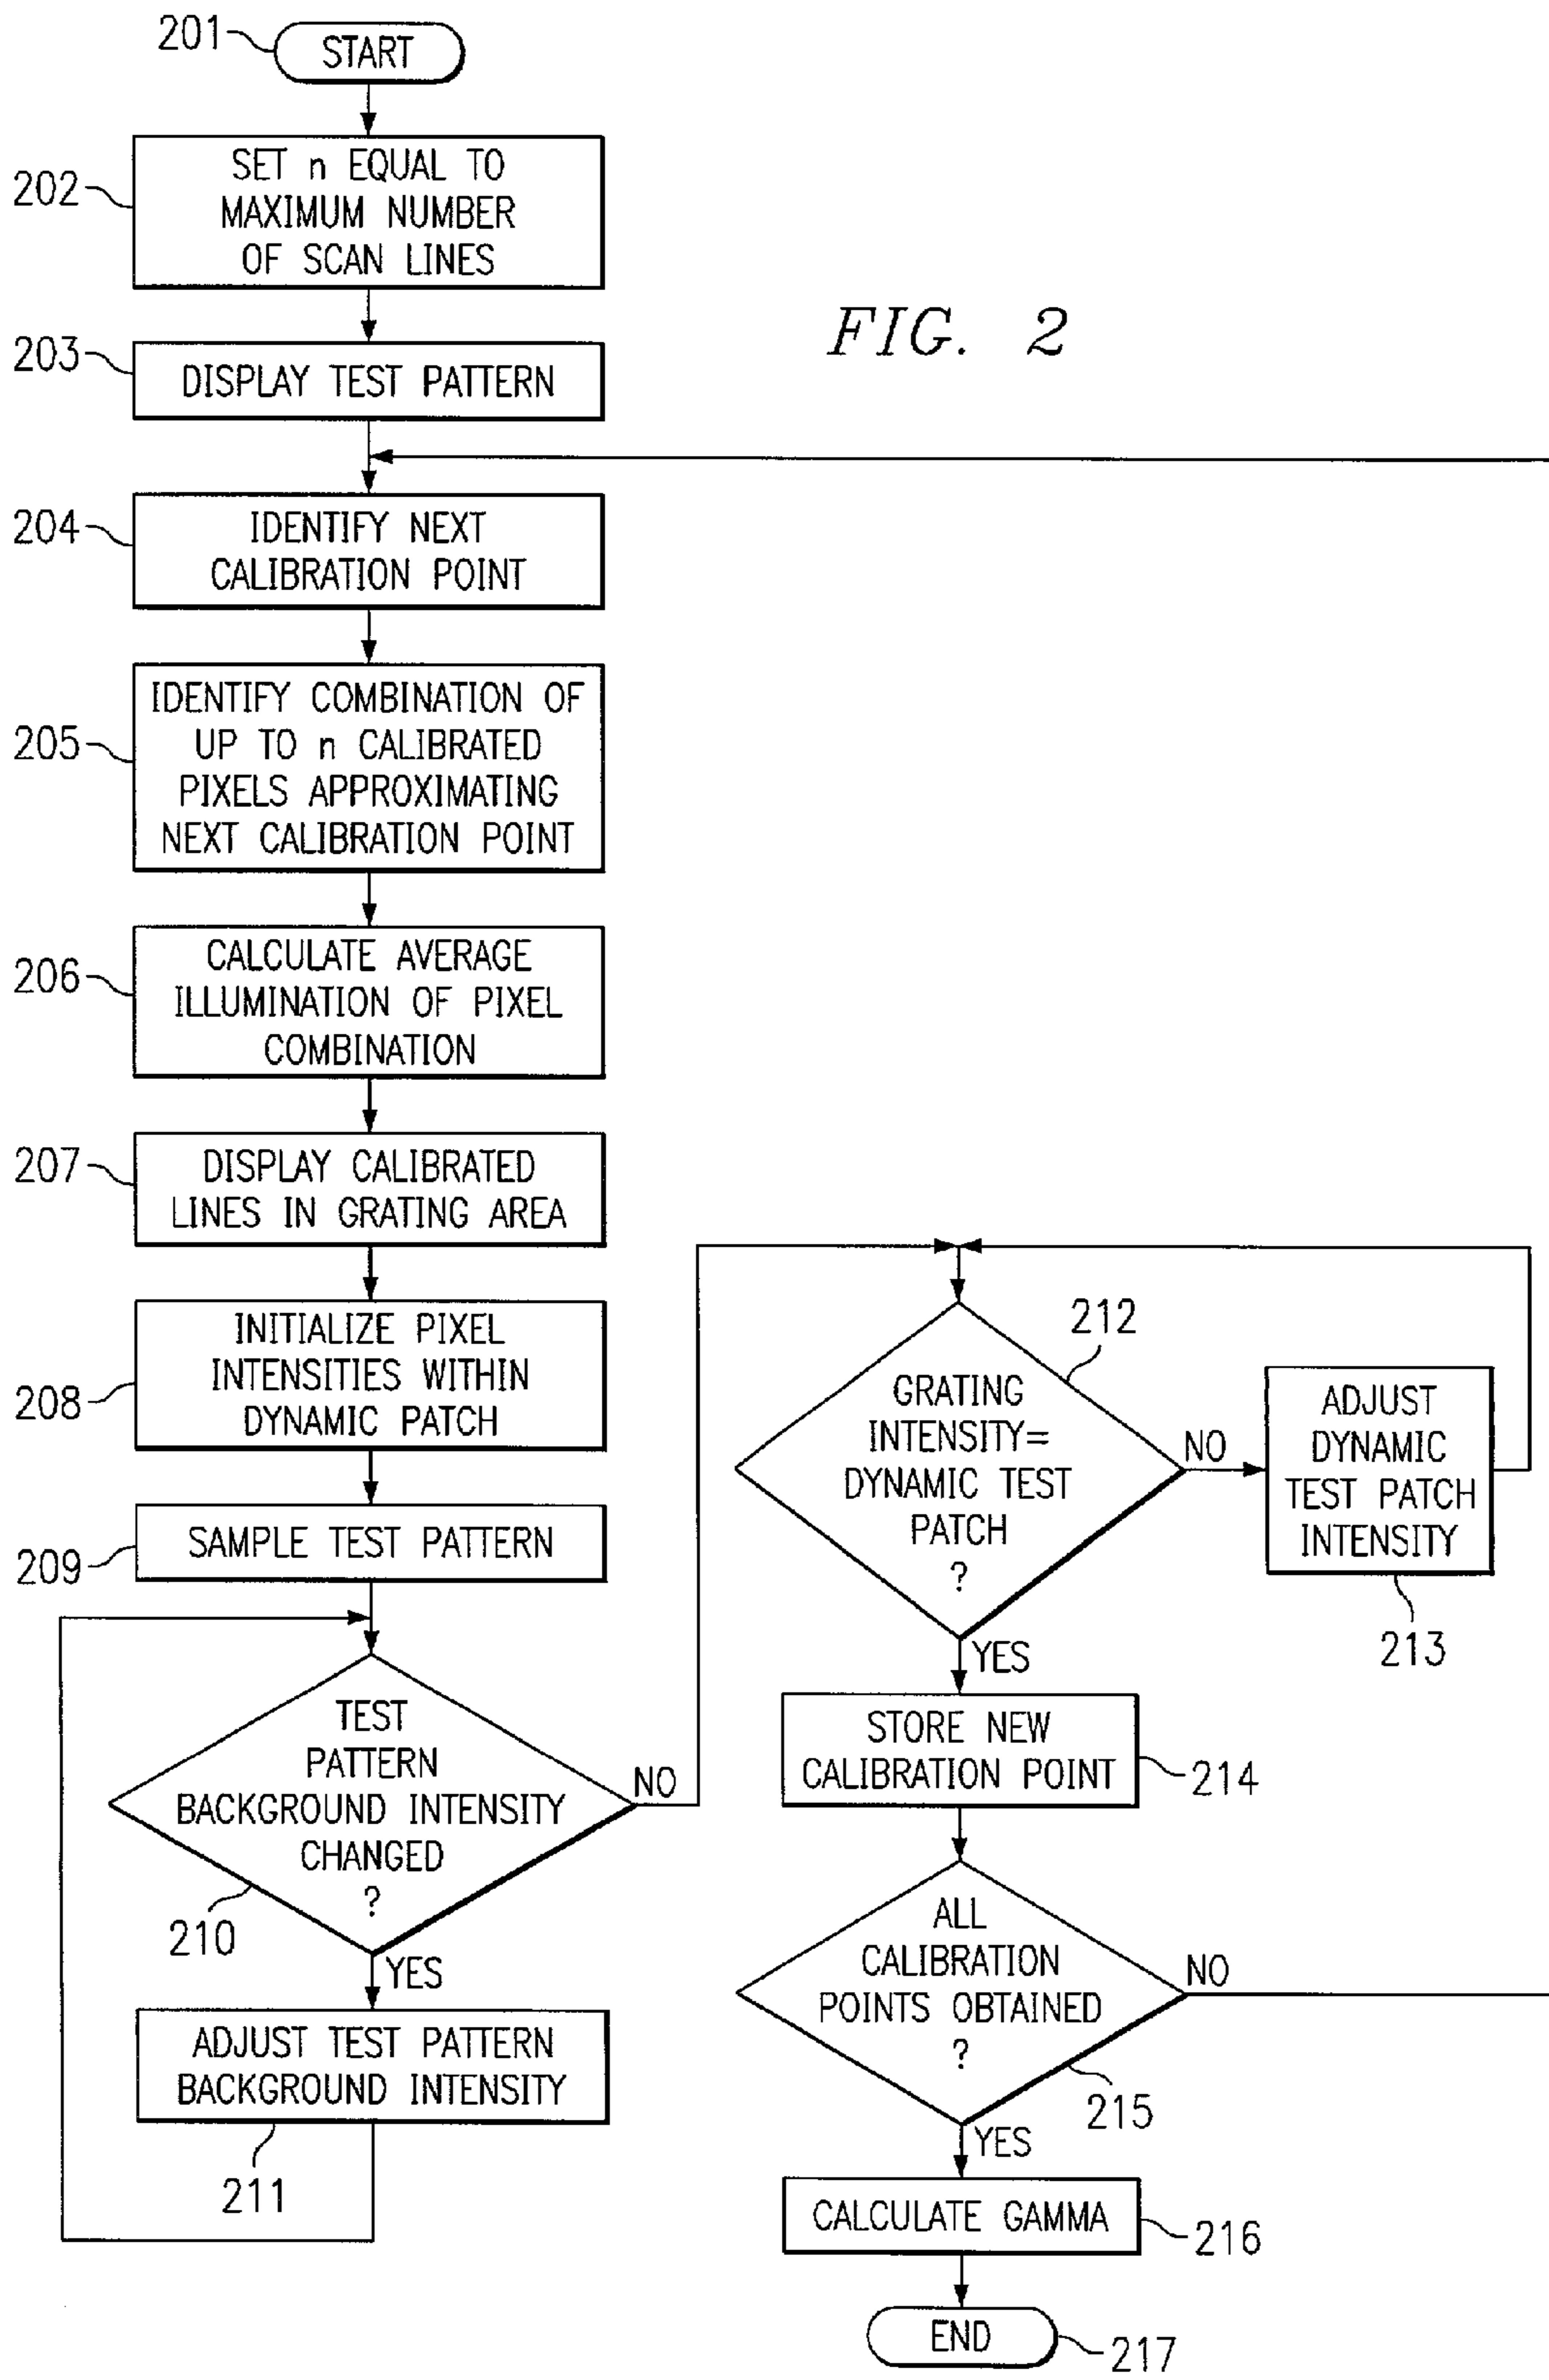 201
START
202
SET n EQUAL TO
MAXIMUM NUMBER
OF SCAN LINES
FIG. 2
203
DISPLAY TEST PATTERN
204
IDENTIFY NEXT
CALIBRATION POINT
205
IDENTIFY COMBINATION OF
UP TO n CALIBRATED
PIXELS APPROXIMATING
NEXT CALIBRATION POINT
206
CALCULATE AVERAGE
ILLUMINATION OF PIXEL
COMBINATION
207
DISPLAY CALIBRATED
LINES IN GRATING AREA
208
INITIALIZE PIXEL
INTENSITIES WITHIN
DYNAMIC PATCH
209
SAMPLE TEST PATTERN
TEST
PATTERN
BACKGROUND INTENSITY
CHANGED
?
NO
210
YES
ADJUST TEST PATTERN
BACKGROUND INTENSITY
211
212
GRATING
INTENSITY=
DYNAMIC TEST
PATCH
?
NO
ADJUST
DYNAMIC
TEST PATCH
INTENSITY
213
YES
STORE NEW
CALIBRATION POINT
214
ALL
CALIBRATION
POINTS OBTAINED
?
NO
215
YES
CALCULATE GAMMA
216
END
217